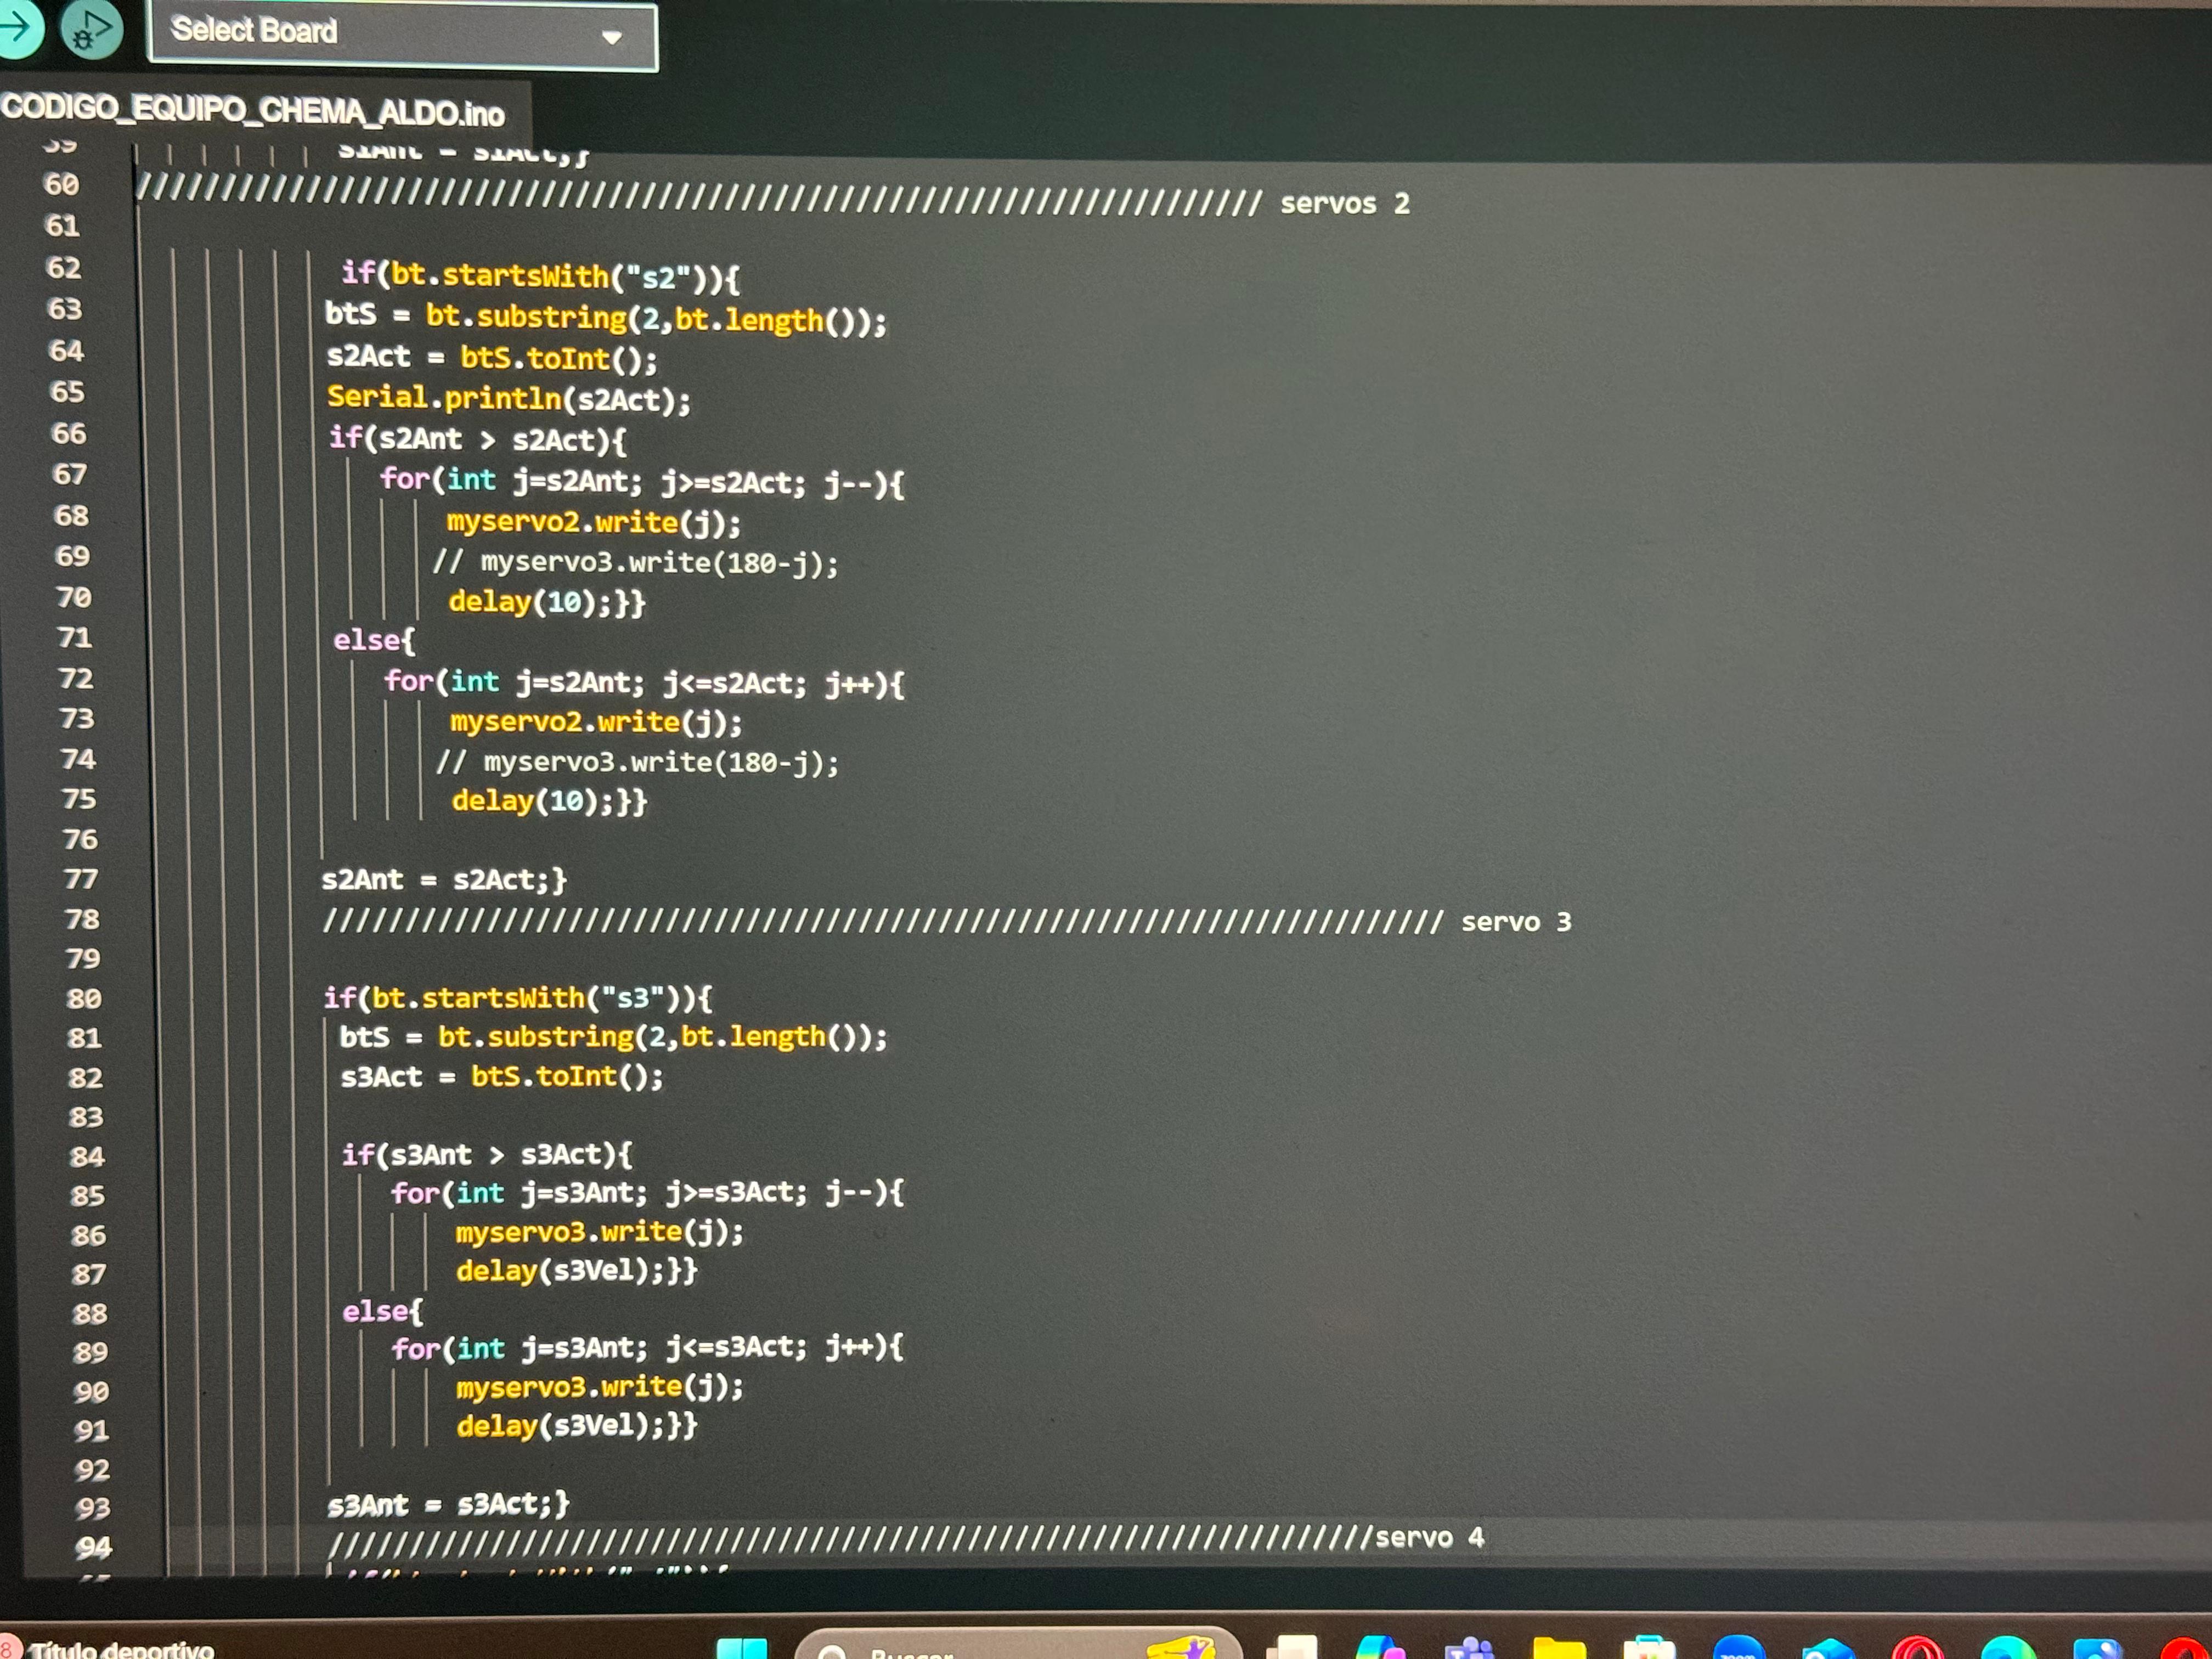 Select Board
CODIGO_EQUIPO_CHEMA_ALDO.ino
59 s1Ant = s1Act;}
60 ///////////////////////////////////////////////////////////////////// servos 2
61
62 if(bt.startsWith("s2")){
63 btS = bt.substring(2,bt.length());
64 s2Act = btS.toInt();
65 Serial.println(s2Act);
66 if(s2Ant > s2Act){
67 for(int j=s2Ant; j>=s2Act; j--){
68 myservo2.write(j);
69 // myservo3.write(180-j);
70 delay(10);}}
71 else{
72 for(int j=s2Ant; j<=s2Act; j++){
73 myservo2.write(j);
74 // myservo3.write(180-j);
75 delay(10);}}
76
77 s2Ant = s2Act;}
78 ///////////////////////////////////////////////////////////////////// servo 3
79
80 if(bt.startsWith("s3")){
81 btS = bt.substring(2,bt.length());
82 s3Act = btS.toInt();
83
84 if(s3Ant > s3Act){
85 for(int j=s3Ant; j>=s3Act; j--){
86 myservo3.write(j);
87 delay(s3Vel);}}
88 else{
89 for(int j=s3Ant; j<=s3Act; j++){
90 myservo3.write(j);
91 delay(s3Vel);}}
92
93 s3Ant = s3Act;}
94 ////////////////////////////////////////////////////////////////servo 4
8 Título deportivo
Buscar
zoom